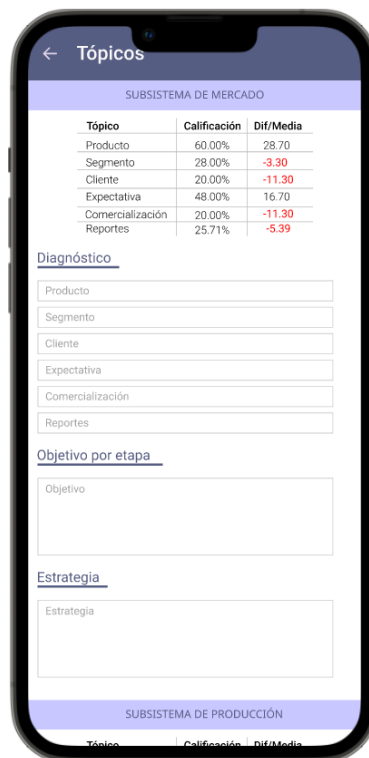 Tópicos
SUBSISTEMA DE MERCADO
Tópico Calificación Dif/Media
Producto 60.00% 28.70
Segmento 28.00% -3.30
Cliente 20.00% -11.30
Expectativa 48.00% 16.70
Comercialización 20.00% -11.30
Reportes 25.71% -5.39
Diagnóstico
Producto
Segmento
Cliente
Expectativa
Comercialización
Reportes
Objetivo por etapa
Objetivo
Estrategia
Estrategia
SUBSISTEMA DE PRODUCCIÓN
Tópico Calificación Dif/Media